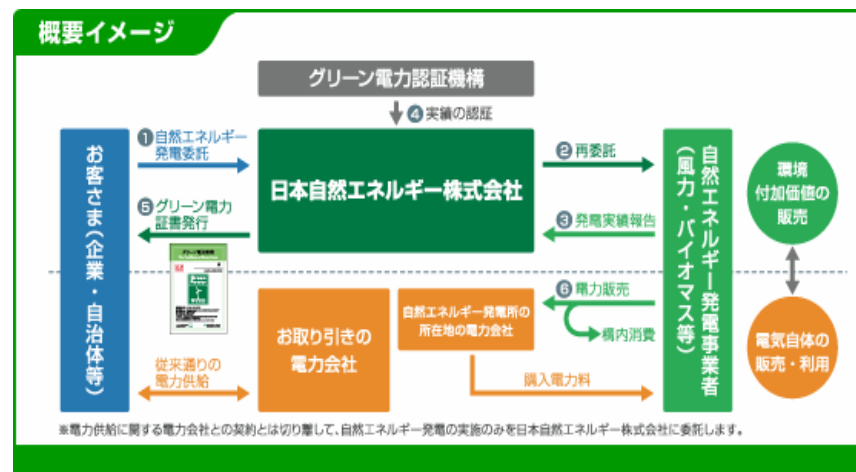 概要イメージ
グリーン電力認証機構
④実績の認証
お客さま(企業・自治体等)
①自然エネルギー
発電委託
日本自然エネルギー株式会社
②再委託
自然エネルギー発電事業者
(風力・バイオマス等)
環境
付加価値の
販売
⑤グリーン電力
証書発行
③発電実績報告
お取り引きの
電力会社
自然エネルギー発電所の
所在地の電力会社
⑥電力販売
構内消費
電気自体の
販売・利用
従来通りの
電力供給
購入電力料
※電力供給に関する電力会社との契約とは切り離して、自然エネルギー発電の実施のみを日本自然エネルギー株式会社に委託します。